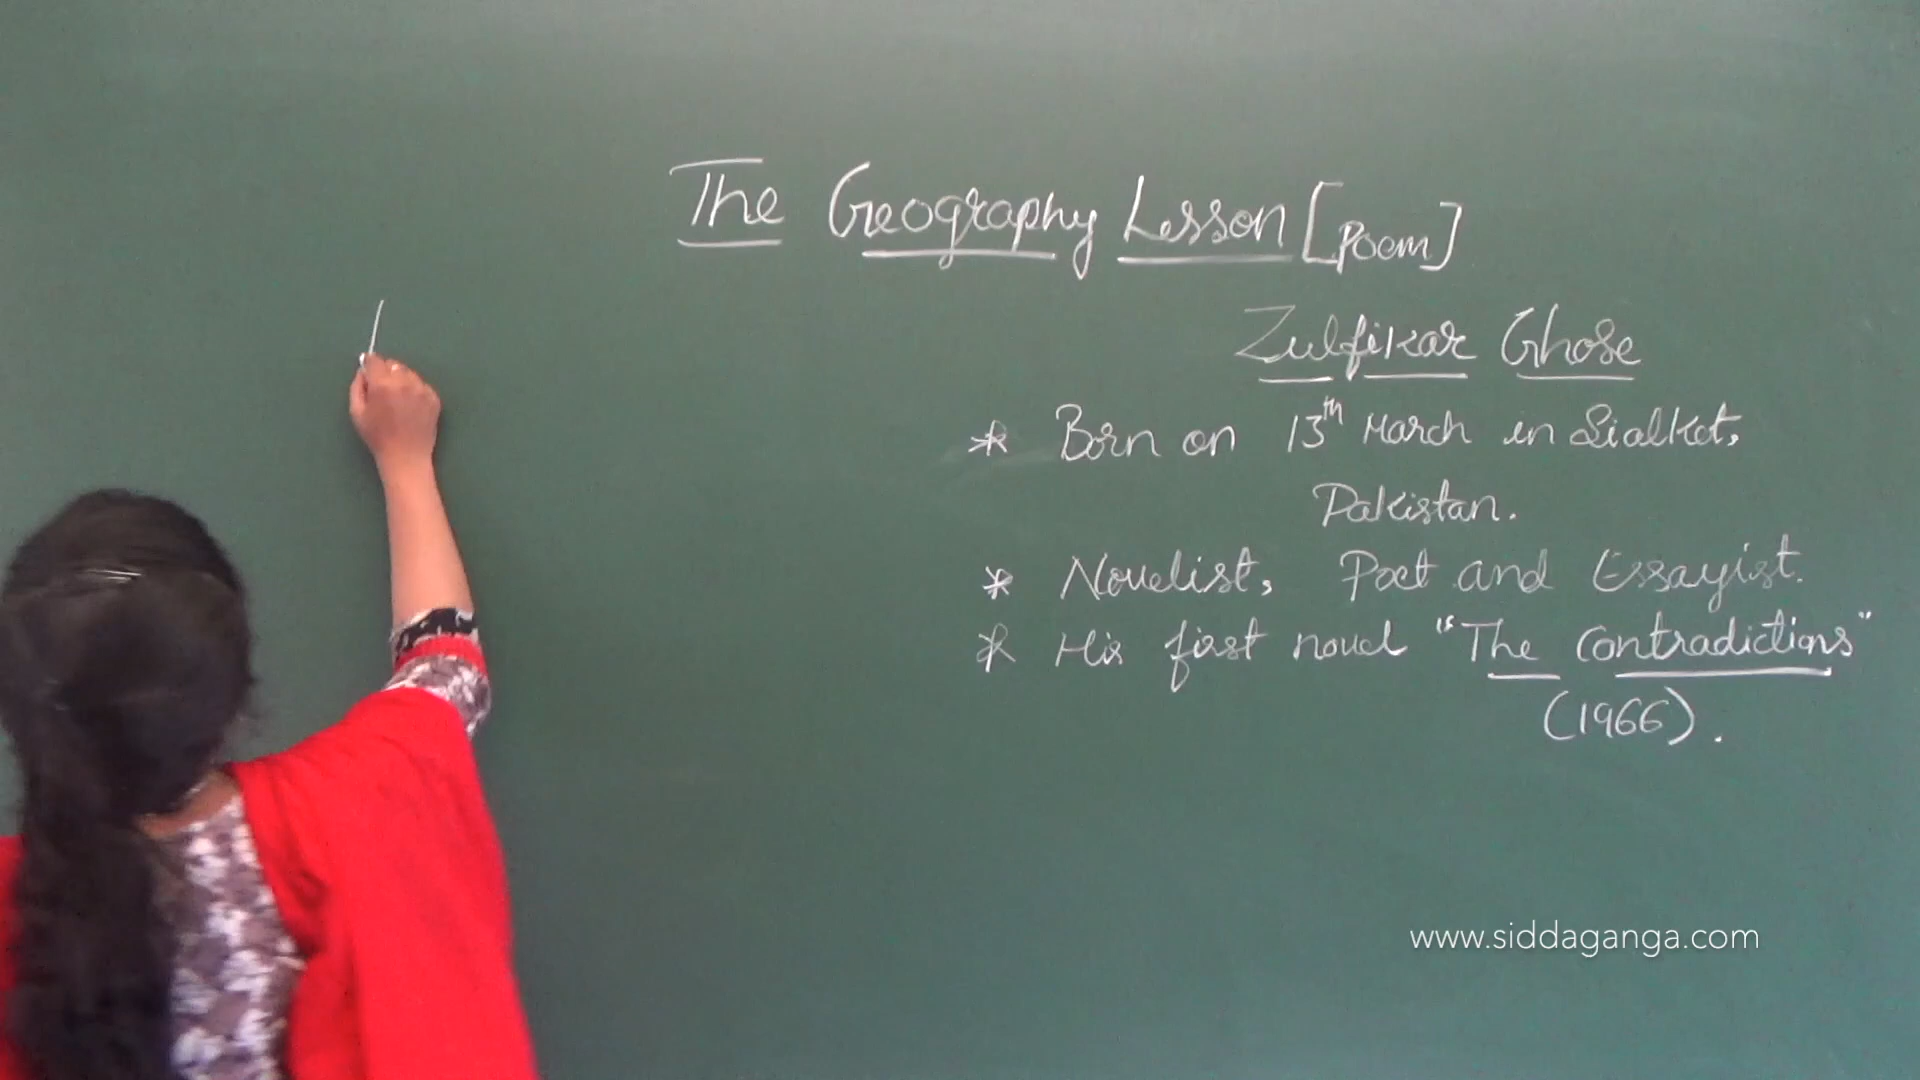 The Geography Lesson [Poem]
Zulfikar Ghose
* Born on 13th March in Sialkot,
Pakistan.
* Novelist, Poet and Essayist.
* His first novel "The Contradictions"
(1966).
www.siddaganga.com